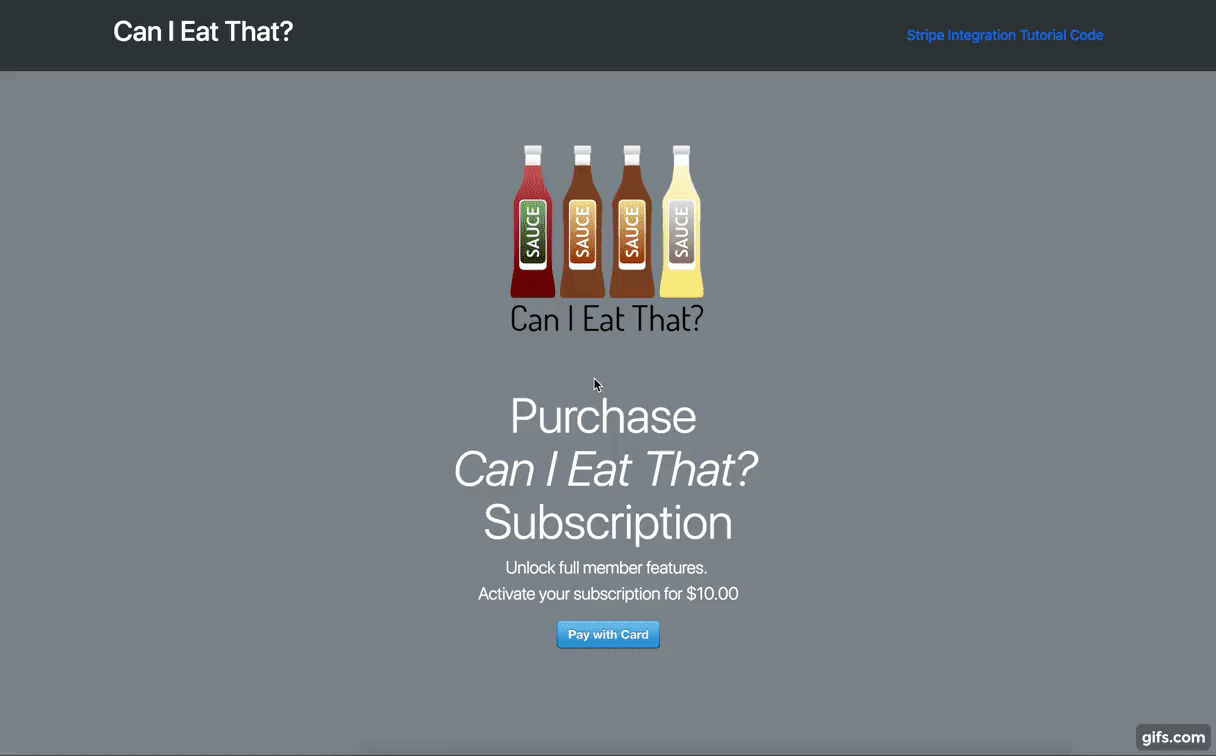 Can I Eat That?
Stripe Integration Tutorial Code
SAUCE
SAUCE
SAUCE
SAUCE
Can I Eat That?
Purchase
Can I Eat That?
Subscription
Unlock full member features.
Activate your subscription for $10.00
Pay with Card
gifs.com